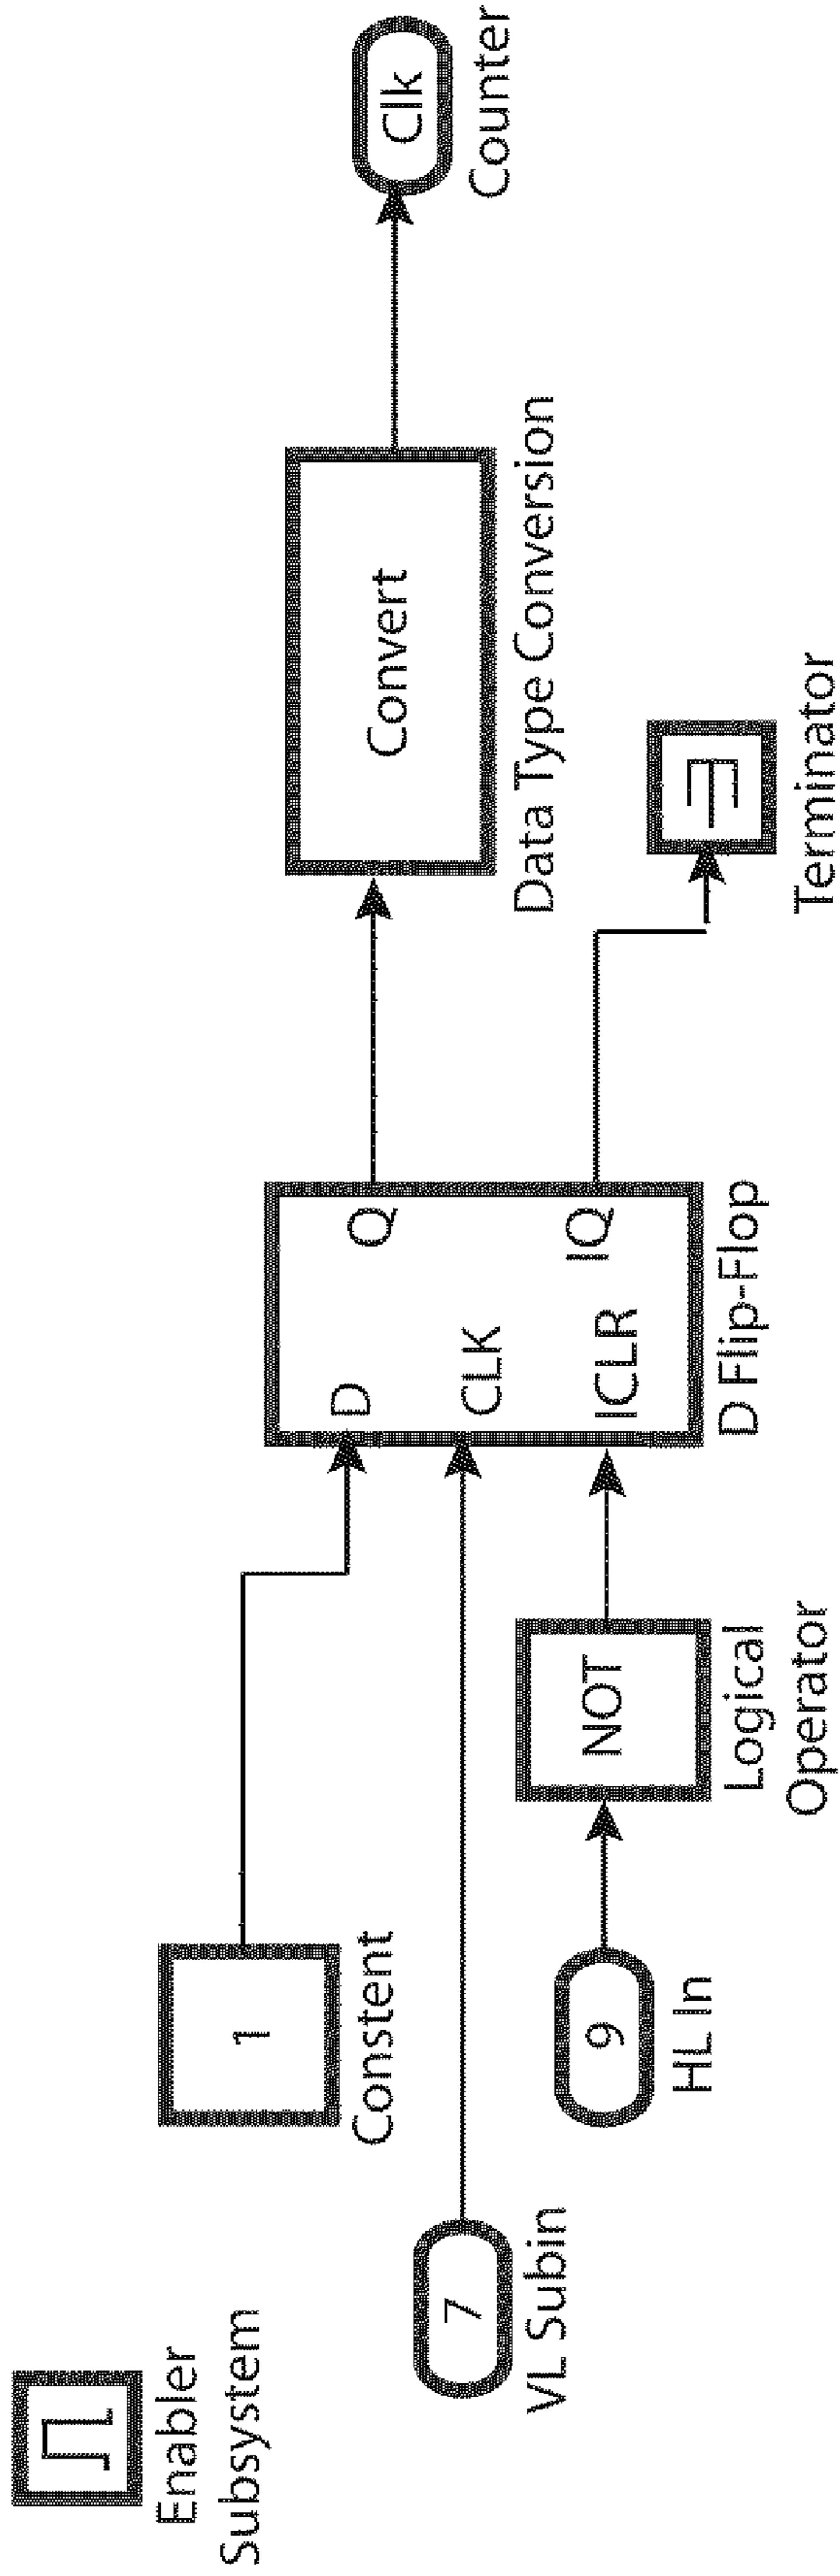 Enabler
Subsystem
1
Constent
7
VL Subin
9
HL In
NOT
Logical
Operator
D
CLK
ICLR
Q
IQ
D Flip-Flop
Convert
Data Type Conversion
Terminator
Clk
Counter